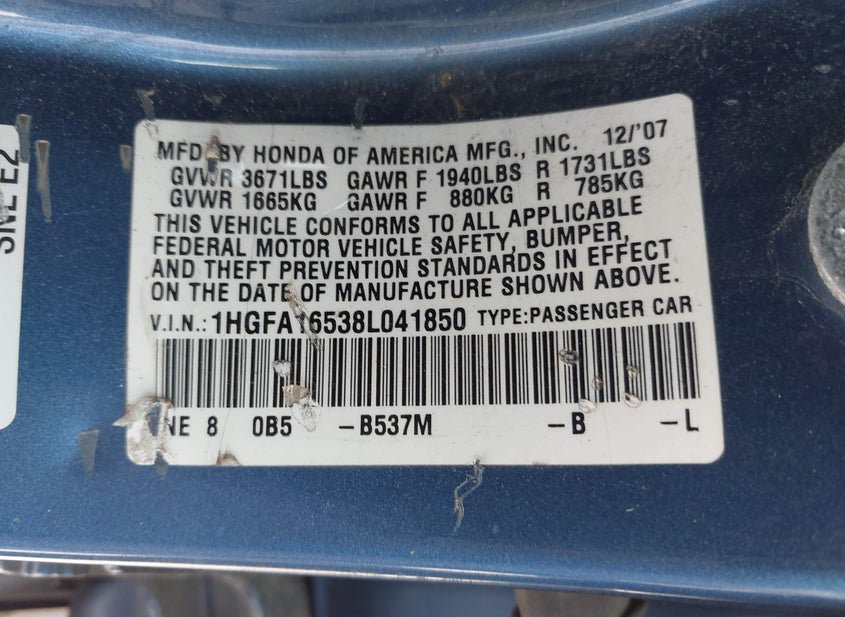 MFD. BY HONDA OF AMERICA MFG., INC. 12/'07
GVWR 3671LBS GAWR F 1940LBS R 1731LBS
GVWR 1665KG GAWR F 880KG R 785KG
THIS VEHICLE CONFORMS TO ALL APPLICABLE
FEDERAL MOTOR VEHICLE SAFETY, BUMPER,
AND THEFT PREVENTION STANDARDS IN EFFECT
ON THE DATE OF MANUFACTURE SHOWN ABOVE.
V.I.N.: 1HGFA16538L041850 TYPE:PASSENGER CAR
NE 8 0B5 -B537M -B -L